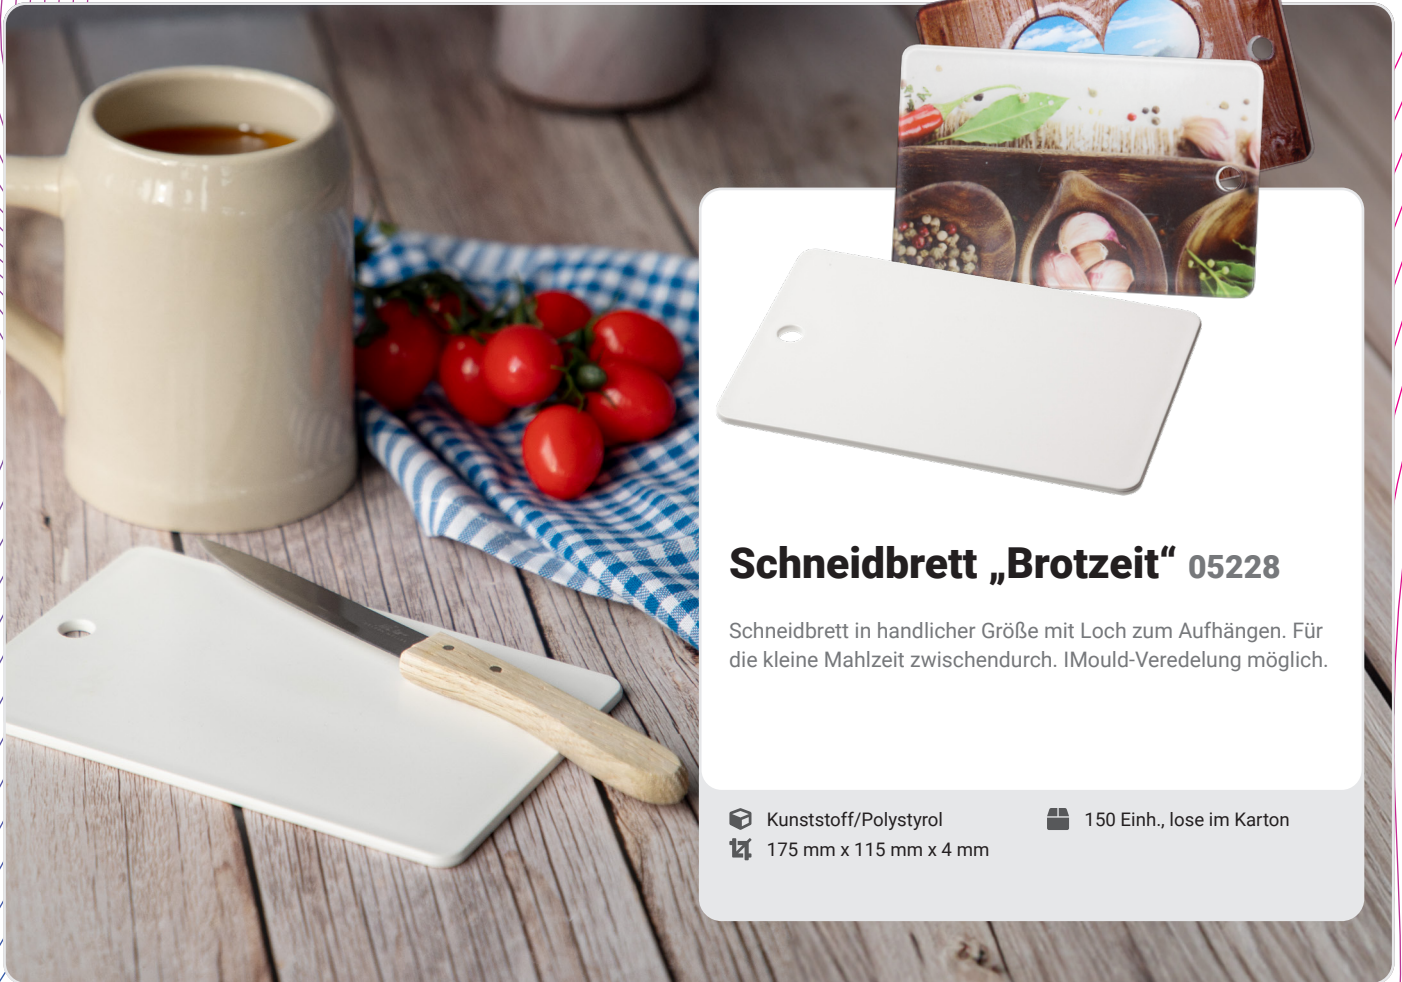 Schneidbrett „Brotzeit“ 05228
Schneidbrett in handlicher Größe mit Loch zum Aufhängen. Für
die kleine Mahlzeit zwischendurch. IMould-Veredelung möglich.
Kunststoff/Polystyrol
175 mm x 115 mm x 4 mm
150 Einh., lose im Karton